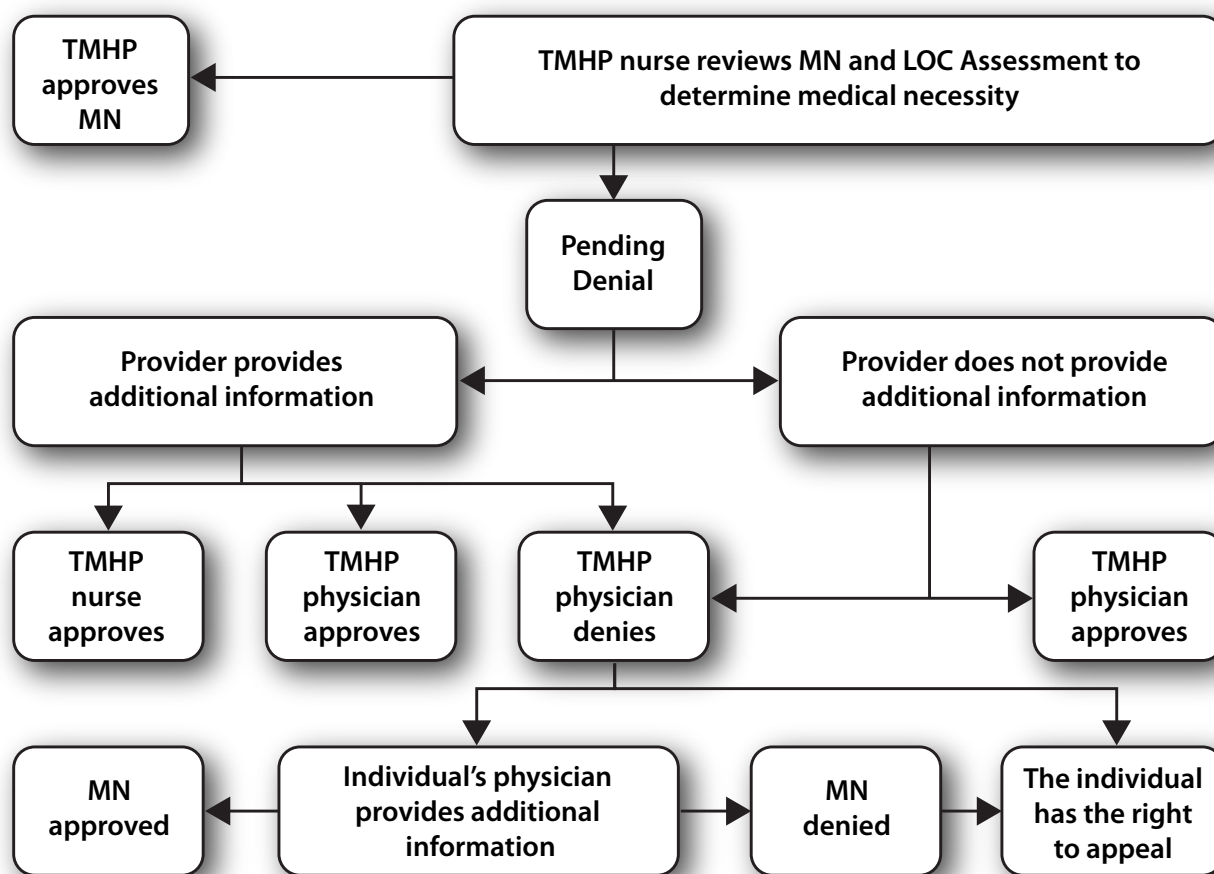 TMHP
approves
MN
TMHP nurse reviews MN and LOC Assessment to
determine medical necessity
Pending
Denial
Provider provides
additional information
Provider does not provide
additional information
TMHP
nurse
approves
TMHP
physician
approves
TMHP
physician
denies
TMHP
physician
approves
MN
approved
Individual’s physician
provides additional
information
MN
denied
The individual
has the right
to appeal